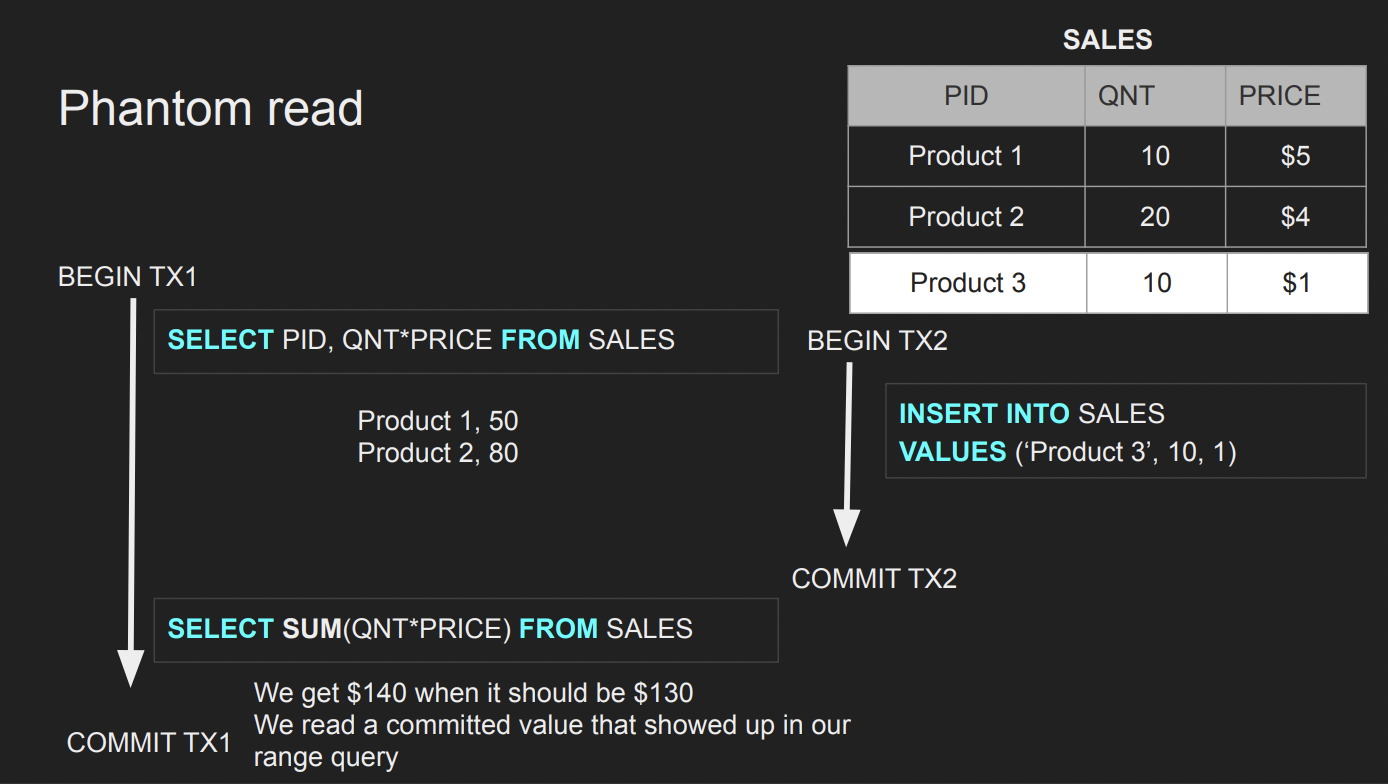 Phantom read
SALES
PID QNT PRICE
Product 1 10 $5
Product 2 20 $4
Product 3 10 $1
BEGIN TX1
SELECT PID, QNT*PRICE FROM SALES
Product 1, 50
Product 2, 80
BEGIN TX2
INSERT INTO SALES
VALUES (‘Product 3’, 10, 1)
COMMIT TX2
SELECT SUM(QNT*PRICE) FROM SALES
We get $140 when it should be $130
We read a committed value that showed up in our
range query
COMMIT TX1